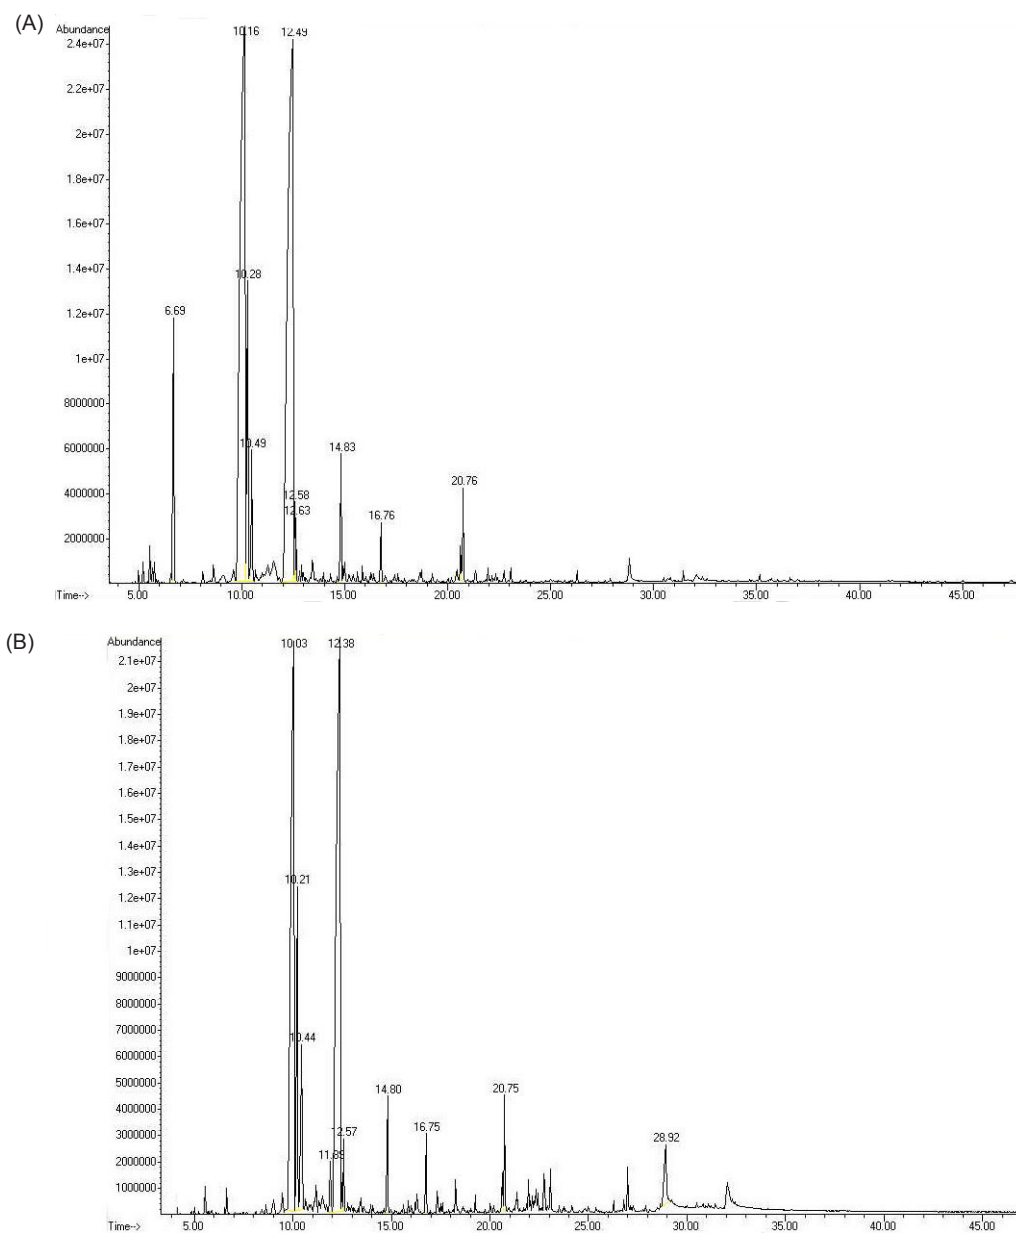 (A)
Abundance
10.16
12.49
2.4e+07
2.2e+07
2e+07
1.8e+07
1.6e+07
1.4e+07
10.28
1.2e+07
6.69
1e+07
8000000
6000000
10.49
14.83
4000000
20.76
12.58
12.63
16.76
2000000
5.00 10.00 15.00 20.00 25.00 30.00 35.00 40.00 45.00
Time-->
(B)
Abundance
10.03
12.38
2.1e+07
2e+07
1.9e+07
1.8e+07
1.7e+07
1.6e+07
1.5e+07
1.4e+07
1.3e+07
10.21
1.2e+07
1.1e+07
1e+07
9000000
8000000
7000000
10.44
6000000
5000000
14.80
20.75
4000000
16.75
3000000
12.57
28.92
2000000
11.89
1000000
5.00 10.00 15.00 20.00 25.00 30.00 35.00 40.00 45.00
Time-->